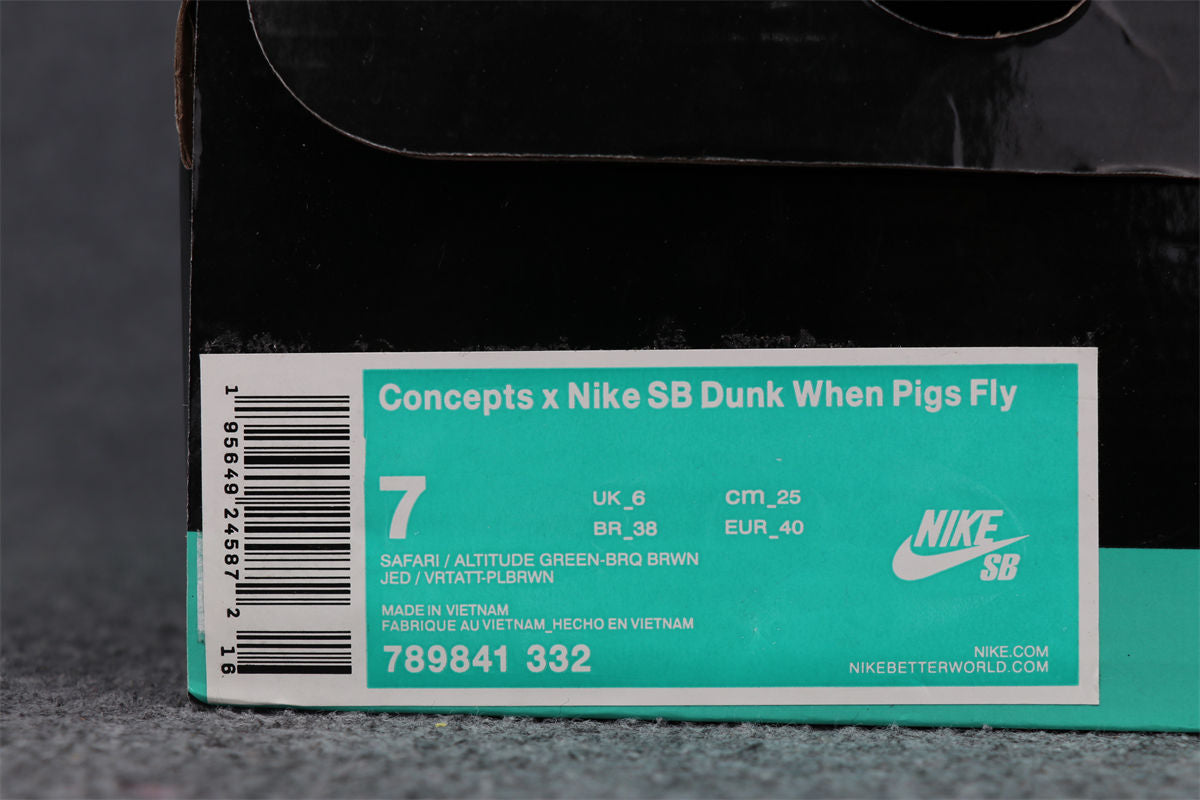 Concepts x Nike SB Dunk When Pigs Fly
7
UK_6
cm_25
BR_38
EUR_40
SAFARI / ALTITUDE GREEN-BRQ BRWN
JED / VRTATT-PLBRWN
MADE IN VIETNAM
FABRIQUE AU VIETNAM_HECHO EN VIETNAM
789841 332
NIKE
SB
NIKE.COM
NIKEBETTERWORLD.COM
1 95649 24587 2 16